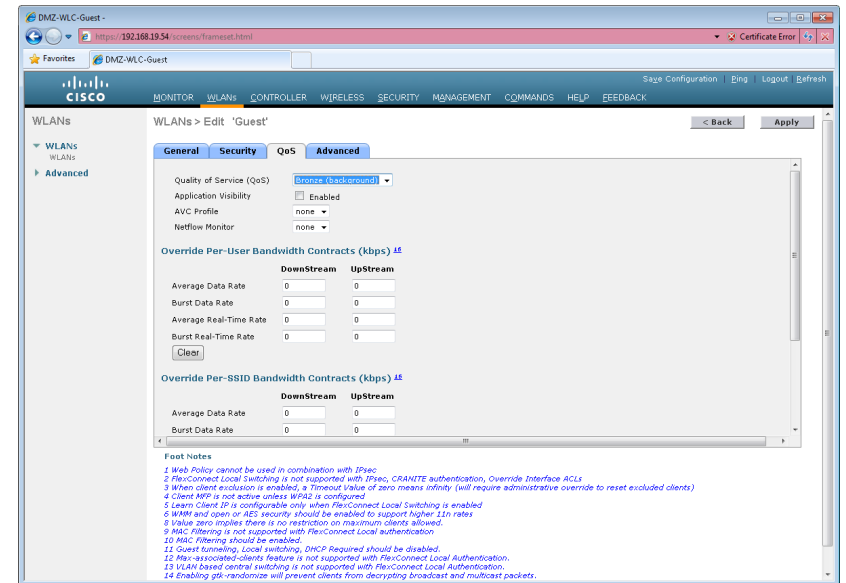 DMZ-WLC-Guest -
https://192.168.19.54/screens/frameset.html
Certificate Error
Favorites
DMZ-WLC-Guest
Save Configuration | Ping | Logout | Refresh
CISCO
MONITOR WLANs CONTROLLER WIRELESS SECURITY MANAGEMENT COMMANDS HELP FEEDBACK
WLANs
WLANs > Edit 'Guest'
< Back
Apply
WLANs
WLANs
Advanced
General Security QoS Advanced
Quality of Service (QoS) Bronze (background)
Application Visibility Enabled
AVC Profile none
Netflow Monitor none
Override Per-User Bandwidth Contracts (kbps) 16
DownStream UpStream
Average Data Rate 0 0
Burst Data Rate 0 0
Average Real-Time Rate 0 0
Burst Real-Time Rate 0 0
Clear
Override Per-SSID Bandwidth Contracts (kbps) 16
DownStream UpStream
Average Data Rate 0 0
Burst Data Rate 0 0
Foot Notes
1 Web Policy cannot be used in combination with IPsec
2 FlexConnect Local Switching is not supported with IPsec, CRANITE authentication, Override Interface ACLs
3 When client exclusion is enabled, a Timeout Value of zero means infinity (will require administrative override to reset excluded clients)
4 Client MFP is not active unless WPA2 is configured
5 Learn Client IP is configurable only when FlexConnect Local Switching is enabled
6 WMM and open or AES security should be enabled to support higher 11n rates
8 Value zero implies there is no restriction on maximum clients allowed.
9 MAC Filtering is not supported with FlexConnect Local authentication
10 MAC Filtering should be enabled.
11 Guest tunneling, Local switching, DHCP Required should be disabled.
12 Max-associated-clients feature is not supported with FlexConnect Local Authentication.
13 VLAN based central switching is not supported with FlexConnect Local Authentication.
14 Enabling gtk-randomize will prevent clients from decrypting broadcast and multicast packets.